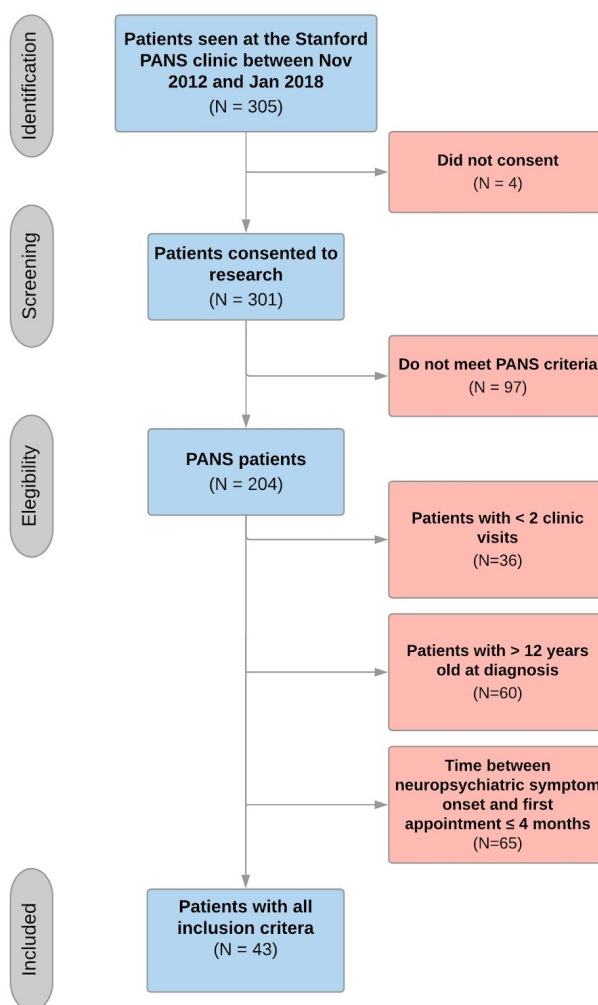 Identification
Patients seen at the Stanford
PANS clinic between Nov
2012 and Jan 2018
(N = 305)
Did not consent
(N = 4)
Screening
Patients consented to
research
(N = 301)
Do not meet PANS criteria
(N = 97)
Elegibility
PANS patients
(N = 204)
Patients with < 2 clinic
visits
(N=36)
Patients with > 12 years
old at diagnosis
(N=60)
Time between
neuropsychiatric symptom
onset and first
appointment ≤ 4 months
(N=65)
Included
Patients with all
inclusion critera
(N = 43)